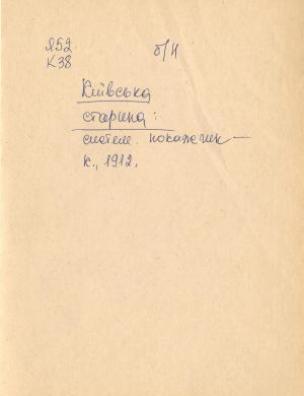 Я52
К38
б/н
Київська
старина:
систем. покажчик —
К., 1912.